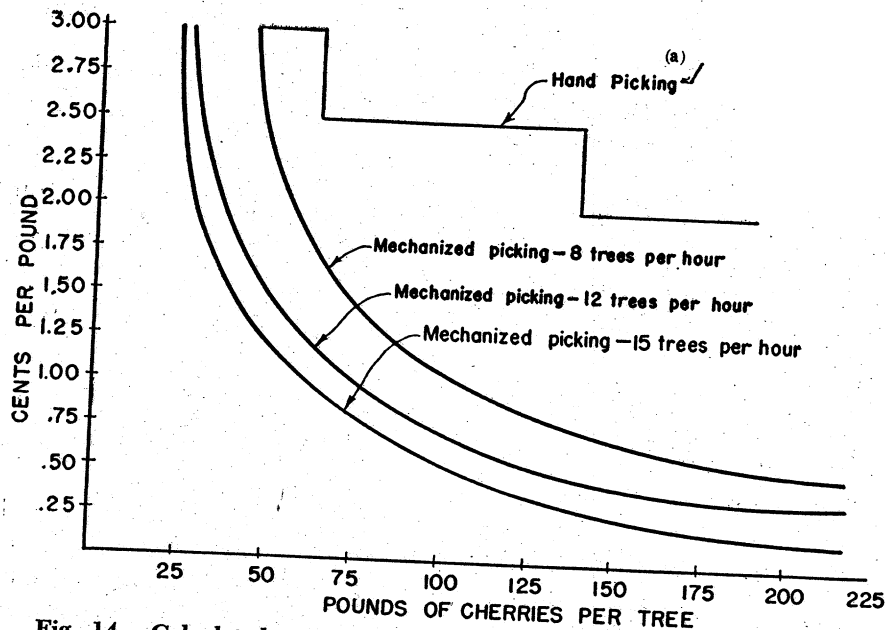 3.00
(a)
2.75
Hand Picking
2.50
2.25
2.00
1.75
Mechanized picking—8 trees per hour
1.50
Mechanized picking—12 trees per hour
1.25
Mechanized picking—15 trees per hour
1.00
.75
.50
.25
CENTS PER POUND
25 50 75 100 125 150 175 200 225
POUNDS OF CHERRIES PER TREE
Fig. 14